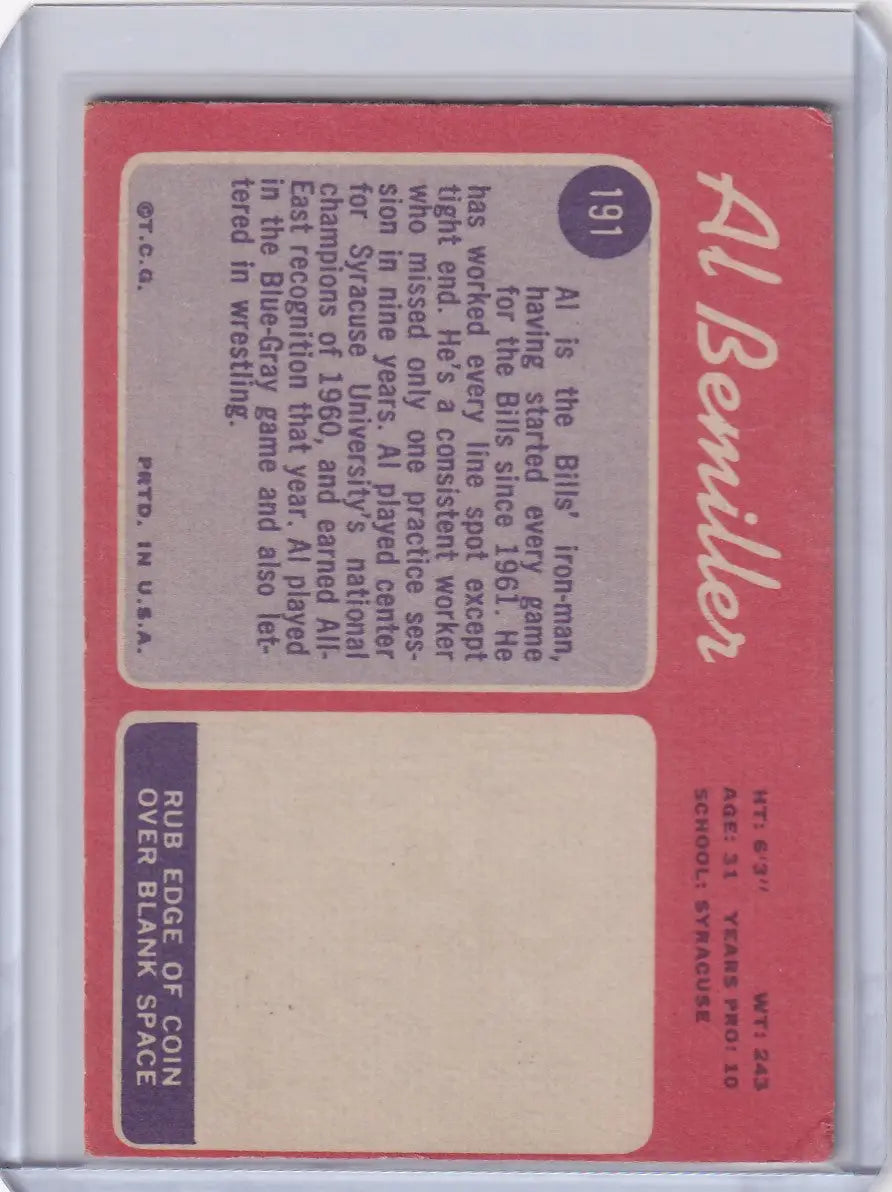 Al Bemiller
HT: 6'3" WT: 243
AGE: 31 YEARS PRO: 10
SCHOOL: SYRACUSE
191
Al is the Bills' iron-man,
having started every game
for the Bills since 1961. He
has worked every line spot except
tight end. He's a consistent worker
who missed only one practice ses-
sion in nine years. Al played center
for Syracuse University's national
champions of 1960, and earned All-
East recognition that year. Al played
in the Blue-Gray game and also let-
tered in wrestling.
©T.C.G. PRTD. IN U.S.A.
RUB EDGE OF COIN
OVER BLANK SPACE